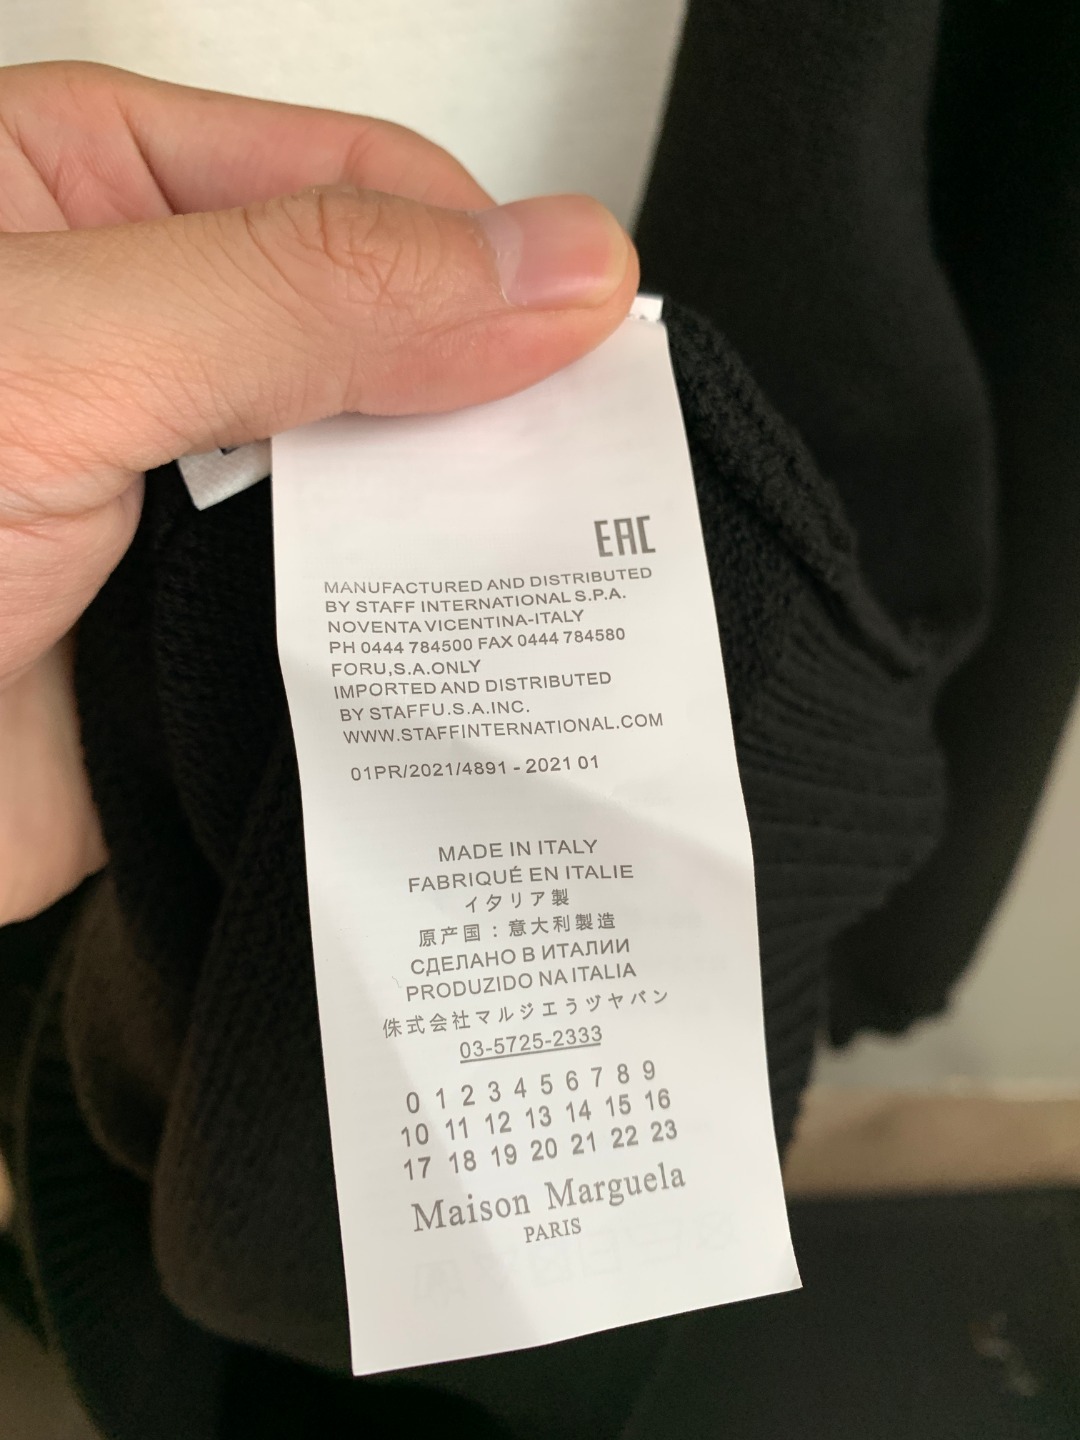 EAC
MANUFACTURED AND DISTRIBUTED
BY STAFF INTERNATIONAL S.P.A.
NOVENTA VICENTINA-ITALY
PH 0444 784500 FAX 0444 784580
FORU,S.A.ONLY
IMPORTED AND DISTRIBUTED
BY STAFFU.S.A.INC.
WWW.STAFFINTERNATIONAL.COM
01PR/2021/4891 - 2021 01
MADE IN ITALY
FABRIQUÉ EN ITALIE
イタリア製
原产国：意大利製造
СДЕЛАНО В ИТАЛИИ
PRODUZIDO NA ITALIA
侏式会社マルジエうヅヤバン
03-5725-2333
0 1 2 3 4 5 6 7 8 9
10 11 12 13 14 15 16
17 18 19 20 21 22 23
Maison Marguela
PARIS